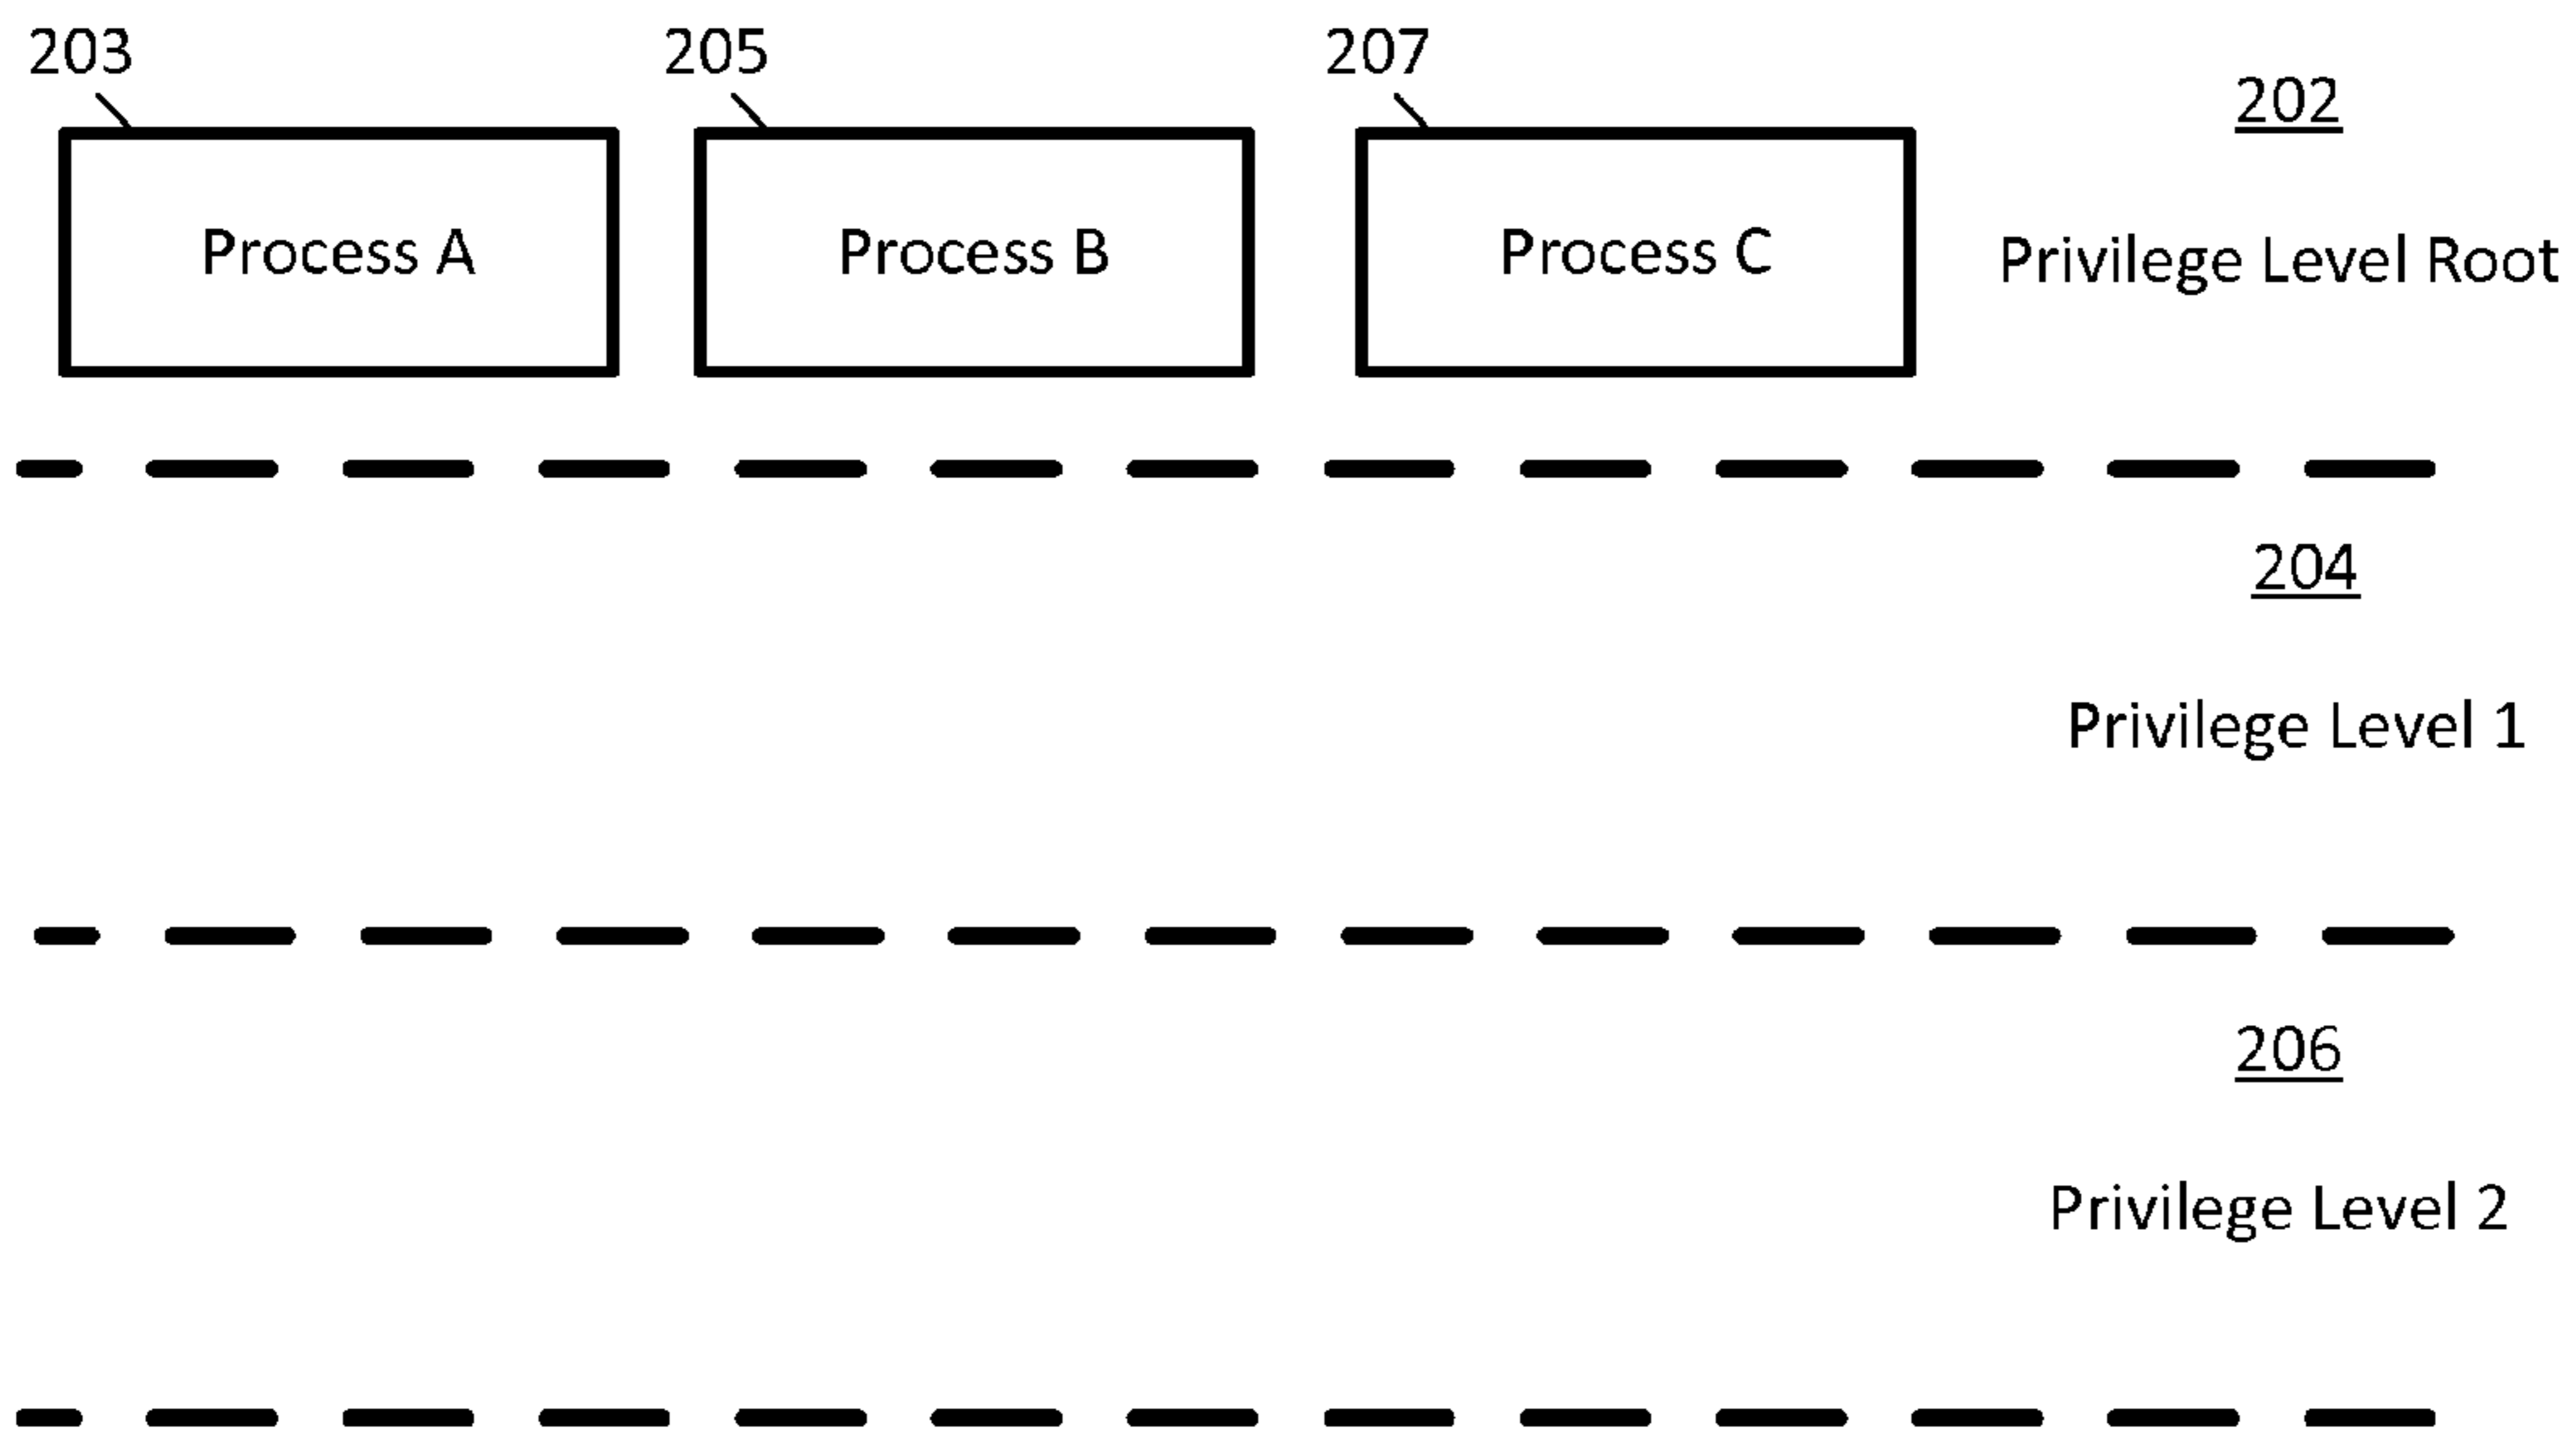 203
205
207
202
Process A
Process B
Process C
Privilege Level Root
204
Privilege Level 1
206
Privilege Level 2